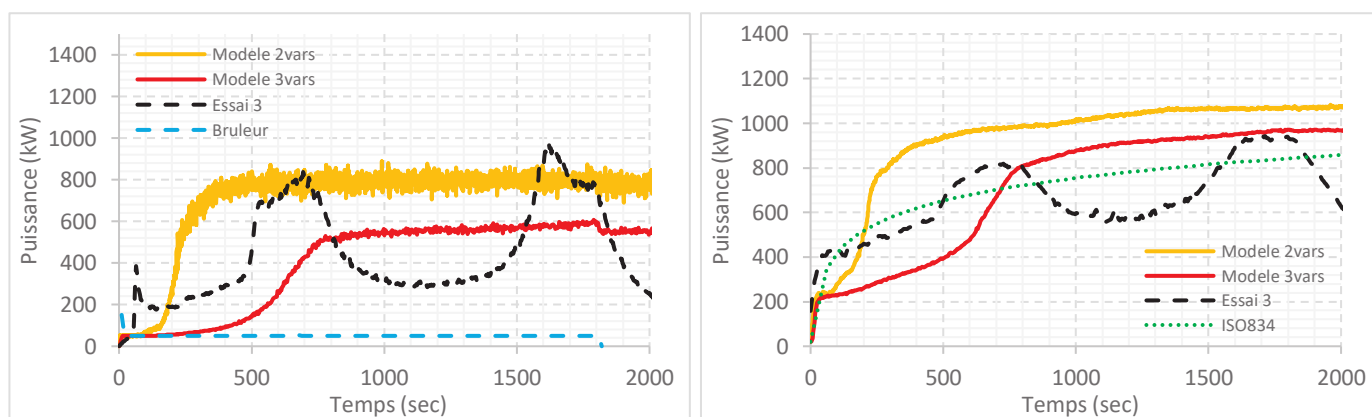 1400
1200
1000
800
600
400
200
0
Puissance (kW)
Modele 2vars
Modele 3vars
Essai 3
Bruleur
0 500 1000 1500 2000
Temps (sec)
1400
1200
1000
800
600
400
200
0
Puissance (kW)
Modele 2vars
Modele 3vars
Essai 3
ISO834
0 500 1000 1500 2000
Temps (sec)